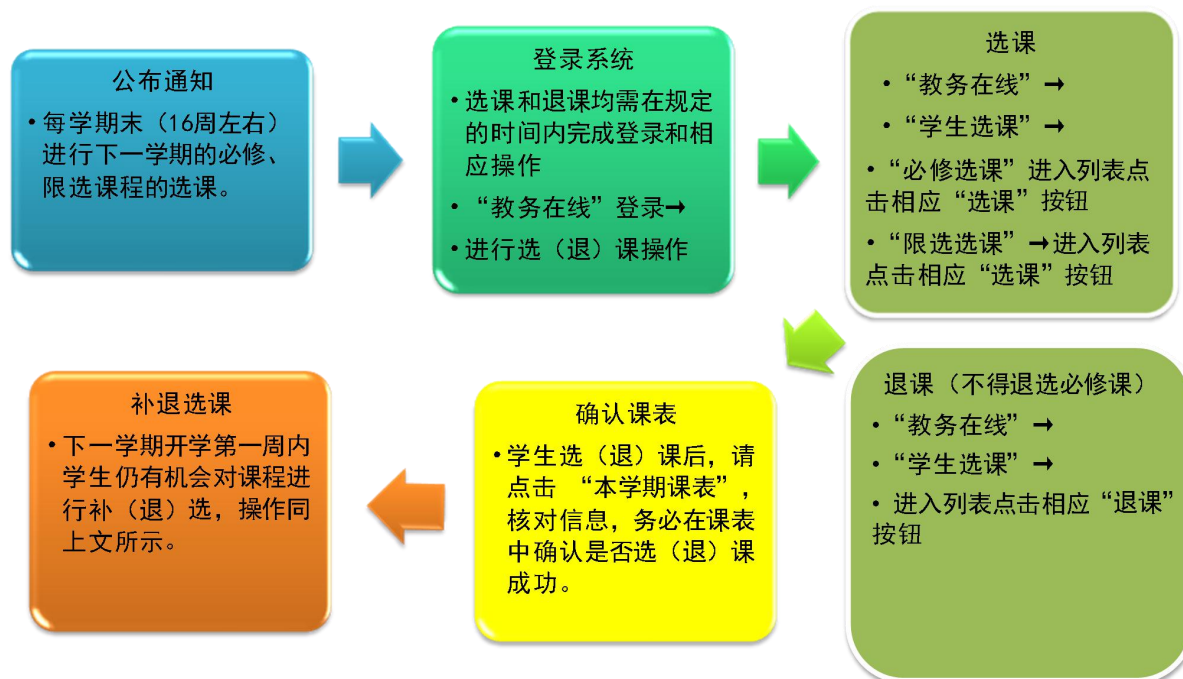 公布通知
•每学期末（16周左右）
进行下一学期的必修、
限选课程的选课。
登录系统
•选课和退课均需在规定
的时间内完成登录和相
应操作
•“教务在线”登录→
•进行选（退）课操作
选课
•“教务在线”→
•“学生选课”→
•“必修选课”进入列表点
击相应“选课”按钮
•“限选选课”→进入列表
点击相应“选课”按钮
退课（不得退选必修课）
•“教务在线”→
•“学生选课”→
•进入列表点击相应“退课”
按钮
确认课表
•学生选（退）课后，请
点击 “本学期课表”，
核对信息，务必在课表
中确认是否选（退）课
成功。
补退选课
•下一学期开学第一周内
学生仍有机会对课程进
行补（退）选，操作同
上文所示。